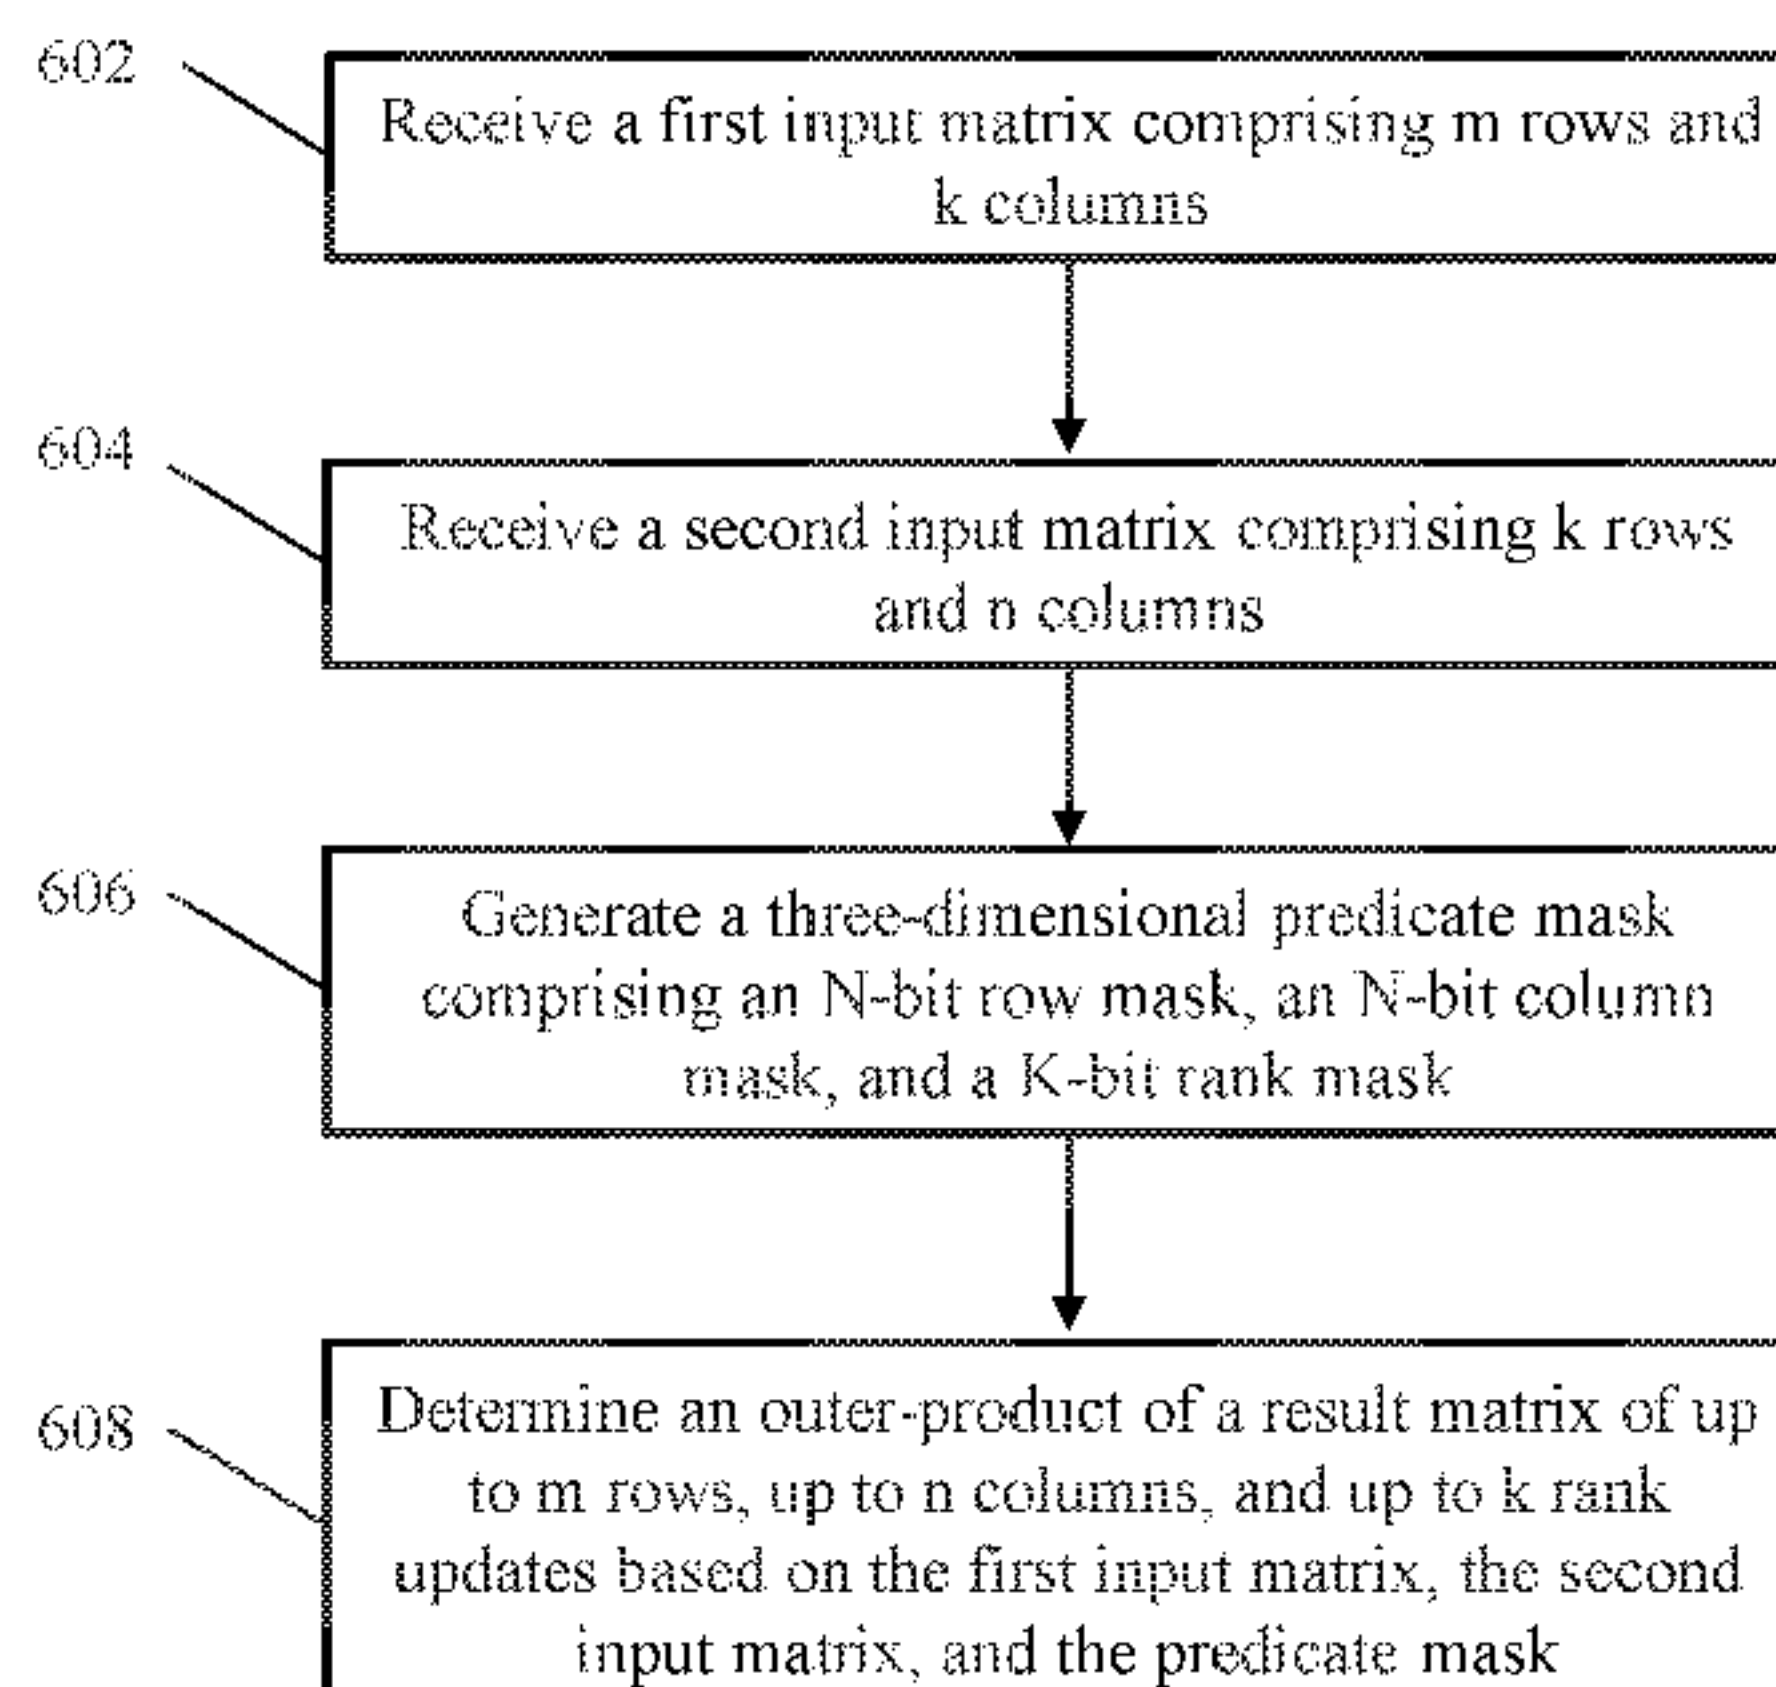 602
Receive a first input matrix comprising m rows and
k columns
604
Receive a second input matrix comprising k rows
and n columns
606
Generate a three-dimensional predicate mask
comprising an N-bit row mask, an N-bit column
mask, and a K-bit rank mask
608
Determine an outer-product of a result matrix of up
to m rows, up to n columns, and up to k rank
updates based on the first input matrix, the second
input matrix, and the predicate mask